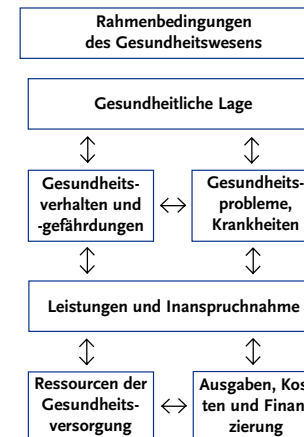 Rahmenbedingungen
des Gesundheitswesens
Gesundheitliche Lage
Gesundheits-
verhalten und
-gefährdungen
Gesundheits-
probleme,
Krankheiten
Leistungen und Inanspruchnahme
Ressourcen der
Gesundheits-
versorgung
Ausgaben, Kos-
ten und Finan-
zierung